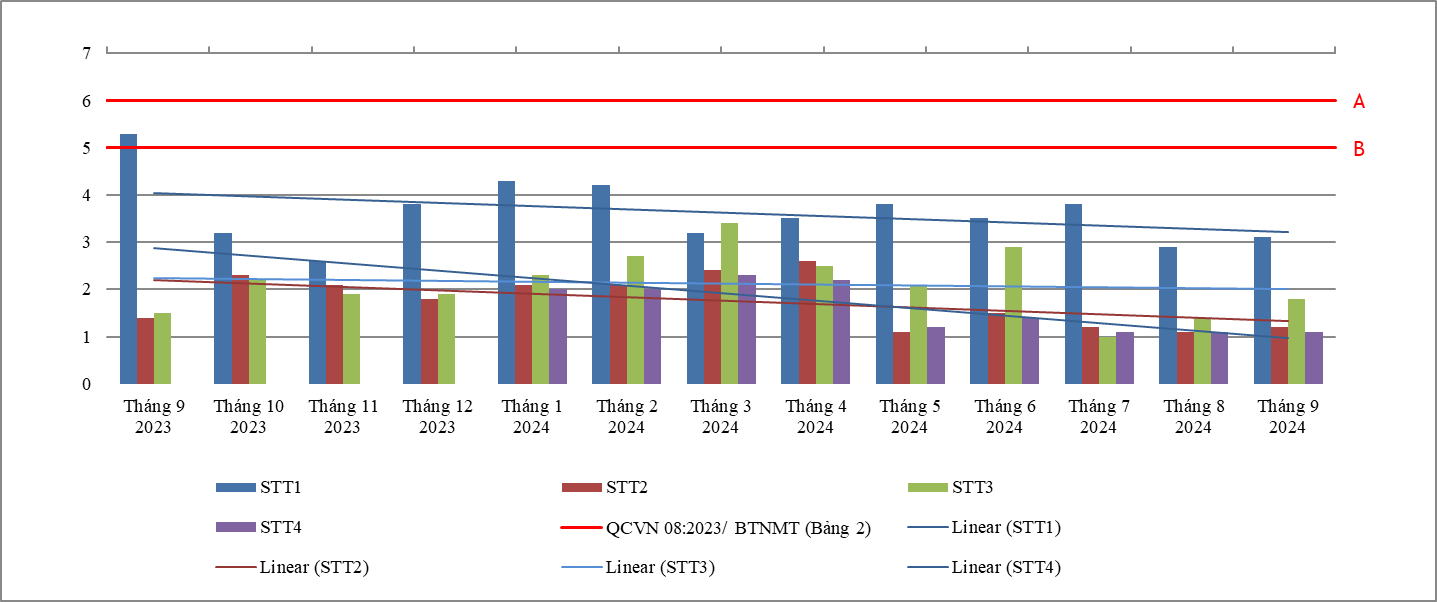 7
6
A
5
B
4
3
2
1
0
Tháng 9 2023
Tháng 10 2023
Tháng 11 2023
Tháng 12 2023
Tháng 1 2024
Tháng 2 2024
Tháng 3 2024
Tháng 4 2024
Tháng 5 2024
Tháng 6 2024
Tháng 7 2024
Tháng 8 2024
Tháng 9 2024
STT1
STT2
STT3
STT4
QCVN 08:2023/ BTNMT (Bảng 2)
Linear (STT1)
Linear (STT2)
Linear (STT3)
Linear (STT4)